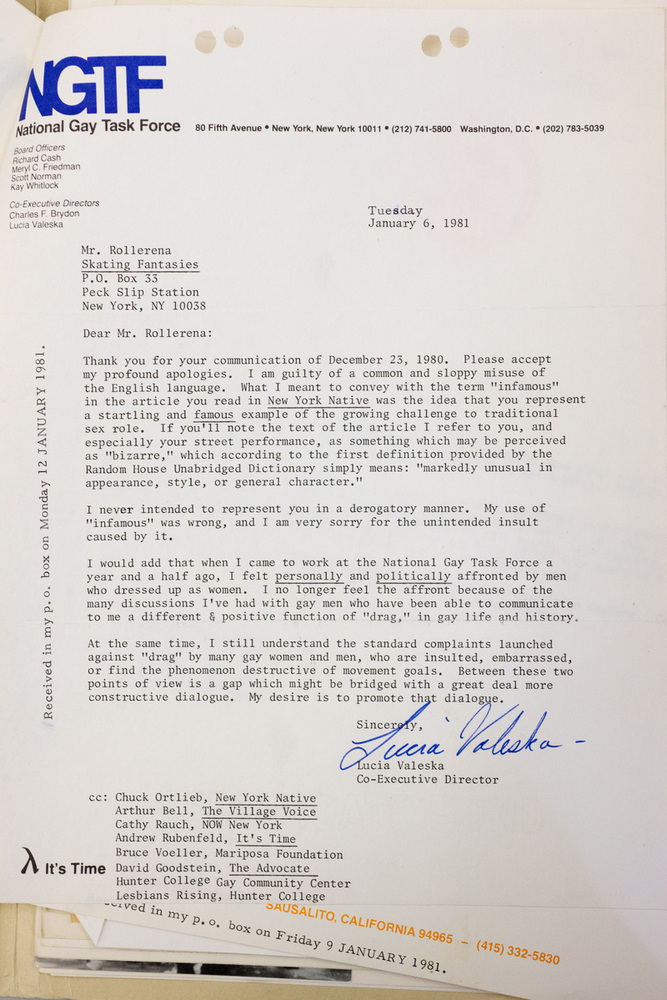 NGTF
National Gay Task Force 80 Fifth Avenue • New York, New York 10011 • (212) 741-5800 Washington, D.C. • (202) 783-5039
Board Officers
Richard Cash
Meryl C. Friedman
Scott Norman
Kay Whitlock
Co-Executive Directors
Charles F. Brydon
Lucia Valeska
Tuesday
January 6, 1981
Mr. Rollerena
Skating Fantasies
P.O. Box 33
Peck Slip Station
New York, NY 10038
Dear Mr. Rollerena:
Thank you for your communication of December 23, 1980. Please accept
my profound apologies. I am guilty of a common and sloppy misuse of
the English language. What I meant to convey with the term "infamous"
in the article you read in New York Native was the idea that you represent
a startling and famous example of the growing challenge to traditional
sex role. If you'll note the text of the article I refer to you, and
especially your street performance, as something which may be perceived
as "bizarre," which according to the first definition provided by the
Random House Unabridged Dictionary simply means: "markedly unusual in
appearance, style, or general character."
I never intended to represent you in a derogatory manner. My use of
"infamous" was wrong, and I am very sorry for the unintended insult
caused by it.
I would add that when I came to work at the National Gay Task Force a
year and a half ago, I felt personally and politically affronted by men
who dressed up as women. I no longer feel the affront because of the
many discussions I've had with gay men who have been able to communicate
to me a different & positive function of "drag," in gay life and history.
At the same time, I still understand the standard complaints launched
against "drag" by many gay women and men, who are insulted, embarrassed,
or find the phenomenon destructive of movement goals. Between these two
points of view is a gap which might be bridged with a great deal more
constructive dialogue. My desire is to promote that dialogue.
Sincerely,
Lucia Valeska
Lucia Valeska
Co-Executive Director
cc: Chuck Ortlieb, New York Native
Arthur Bell, The Village Voice
Cathy Rauch, NOW New York
Andrew Rubenfeld, It's Time
Bruce Voeller, Mariposa Foundation
David Goodstein, The Advocate
Hunter College Gay Community Center
Lesbians Rising, Hunter College
λ It's Time
Received in my p. o. box on Monday 12 JANUARY 1981.
SAUSALITO, CALIFORNIA 94965 – (415) 332-5830
in my p. o. box on Friday 9 JANUARY 1981.